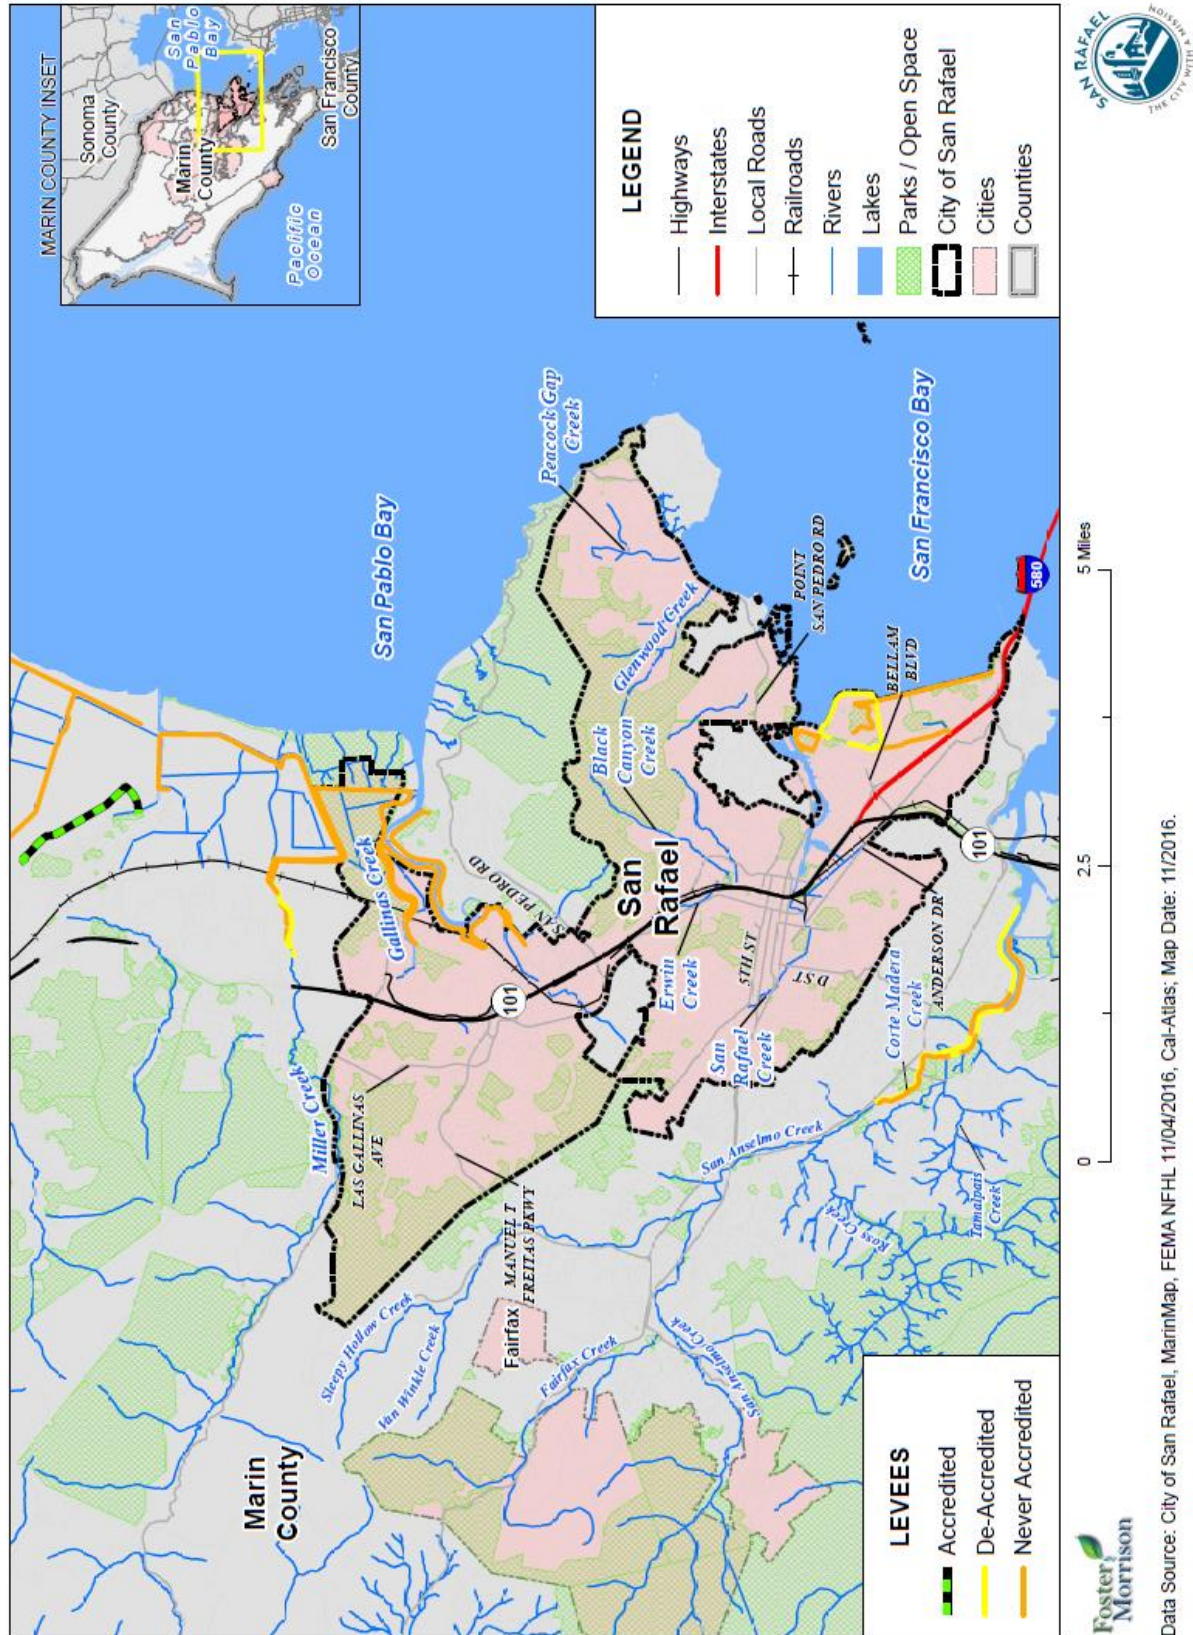 MARIN COUNTY INSET
Sonoma
County
San
Pablo
Bay
Marin
County
San Francisco
County
Pacific
Ocean
LEGEND
Highways
Interstates
Local Roads
Railroads
Rivers
Lakes
Parks / Open Space
City of San Rafael
Cities
Counties
Marin
County
Miller Creek
LAS GALLINAS
AVE
Gallinas Creek
San Pablo Bay
Sleepy Hollow Creek
Van Winkle Creek
Fairfax
MANUEL T
FREITAS PKWY
101
SAN PEDRO RD
Peacock Gap
Creek
Fairfax Creek
San Anselmo Creek
San Anselmo Creek
San
Rafael
Black
Canyon
Creek
Glenwood Creek
Erwin
Creek
San
Rafael
Creek
5TH ST
D ST
POINT
SAN PEDRO RD
Ross Creek
Tamalpais
Creek
Corte Madera
Creek
ANDERSON DR
101
BELLAM
BLVD
San Francisco Bay
580
LEVEES
Accredited
De-Accredited
Never Accredited
0
2.5
5 Miles
Foster
Morrison
SAN RAFAEL
THE CITY WITH A MISSION
Data Source: City of San Rafael, MarinMap, FEMA NFHL 11/04/2016, Cal-Atlas; Map Date: 11/2016.